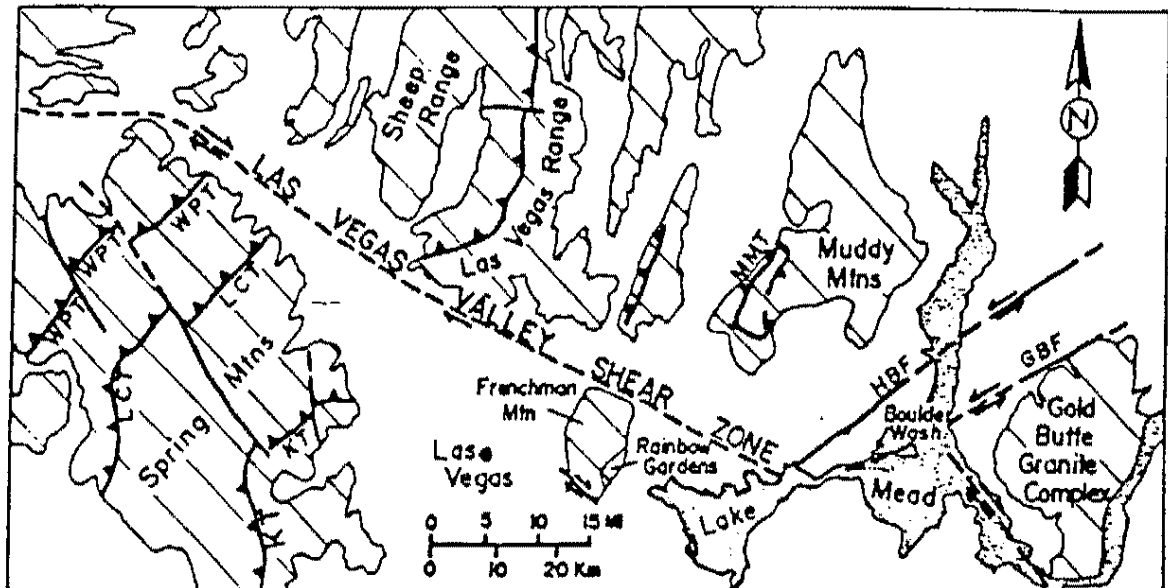 Sheep
Range
Las Vegas Range
N
LAS VEGAS VALLEY SHEAR ZONE
WPT
WPT
WPT
LCT
LCT
Spring Mtns
KT
KT
MMT
Muddy
Mtns
HBF
GBF
Frenchman
Mtn
Rainbow
Gardens
Las
Vegas
Boulder
Wash
Lake Mead
Gold
Butte
Granite
Complex
0 5 10 15 MI
0 10 20 Km